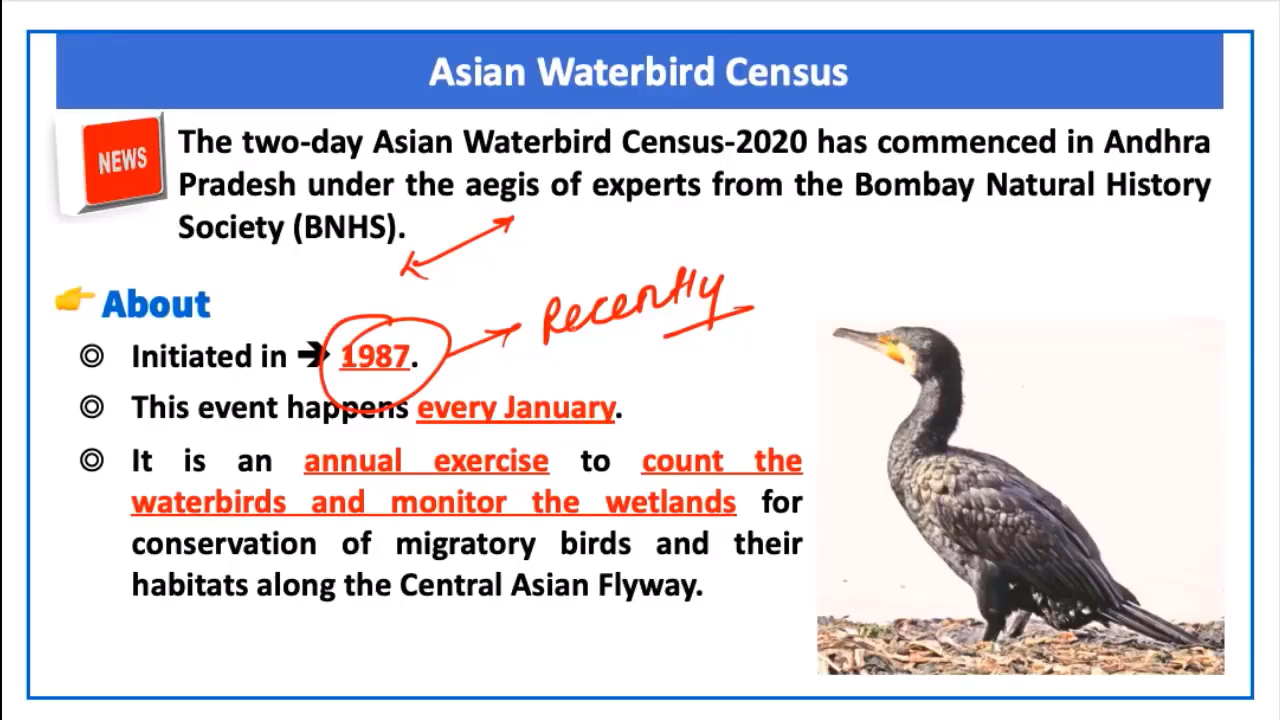 Asian Waterbird Census
NEWS
The two-day Asian Waterbird Census-2020 has commenced in Andhra
Pradesh under the aegis of experts from the Bombay Natural History
Society (BNHS).
About
Initiated in → 1987.
Recently
This event happens every January.
It is an annual exercise to count the
waterbirds and monitor the wetlands for
conservation of migratory birds and their
habitats along the Central Asian Flyway.